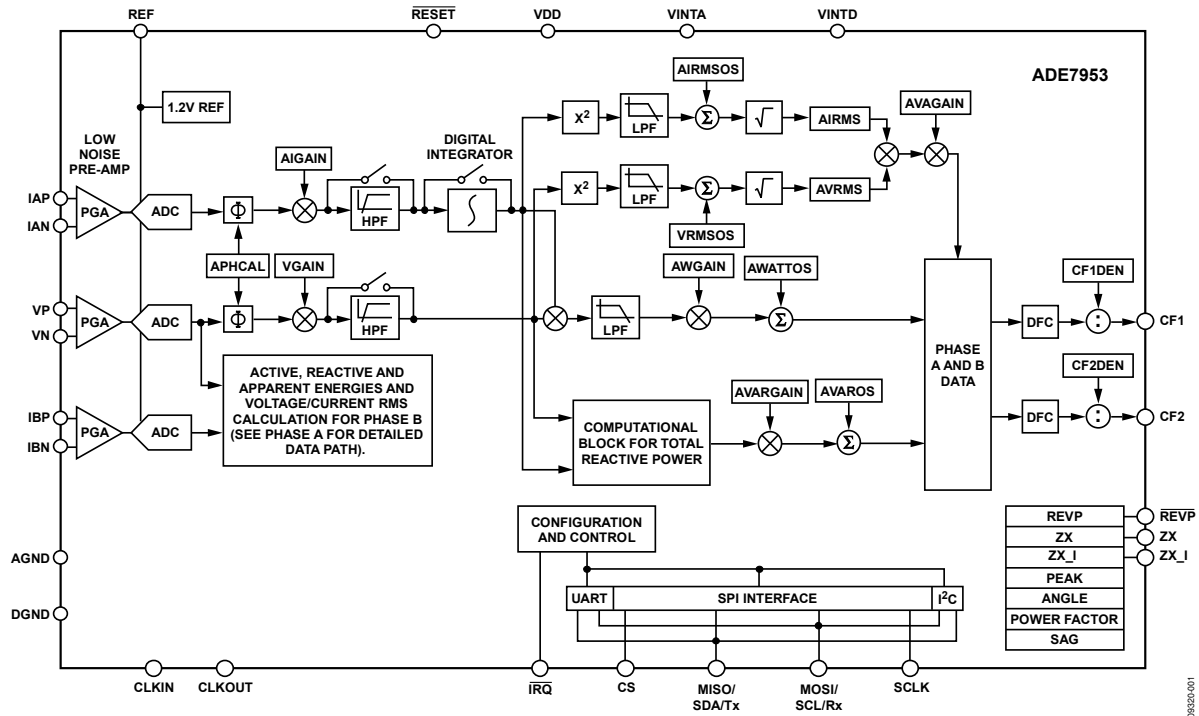 REF
RESET
VDD
VINTA
VINTD
ADE7953
1.2V REF
LOW
NOISE
PRE-AMP
AIGAIN
DIGITAL
INTEGRATOR
AIRMSOS
AVAGAIN
X²
LPF
Σ
√
AIRMS
IAP
IAN
PGA
ADC
Φ
HPF
∫
X²
LPF
Σ
√
AVRMS
VRMSOS
APHCAL
VGAIN
AWGAIN
AWATTOS
CF1DEN
VP
VN
PGA
ADC
Φ
HPF
LPF
Σ
DFC
:
CF1
PHASE
A AND B
DATA
CF2DEN
ACTIVE, REACTIVE AND
APPARENT ENERGIES AND
VOLTAGE/CURRENT RMS
CALCULATION FOR PHASE B
(SEE PHASE A FOR DETAILED
DATA PATH).
IBP
IBN
PGA
ADC
AVARGAIN
AVAROS
COMPUTATIONAL
BLOCK FOR TOTAL
REACTIVE POWER
Σ
DFC
:
CF2
CONFIGURATION
AND CONTROL
REVP
REVP
ZX
ZX
ZX_I
ZX_I
PEAK
ANGLE
POWER FACTOR
SAG
AGND
DGND
UART
SPI INTERFACE
I²C
CLKIN
CLKOUT
IRQ
CS
MISO/
SDA/Tx
MOSI/
SCL/Rx
SCLK
09320-001